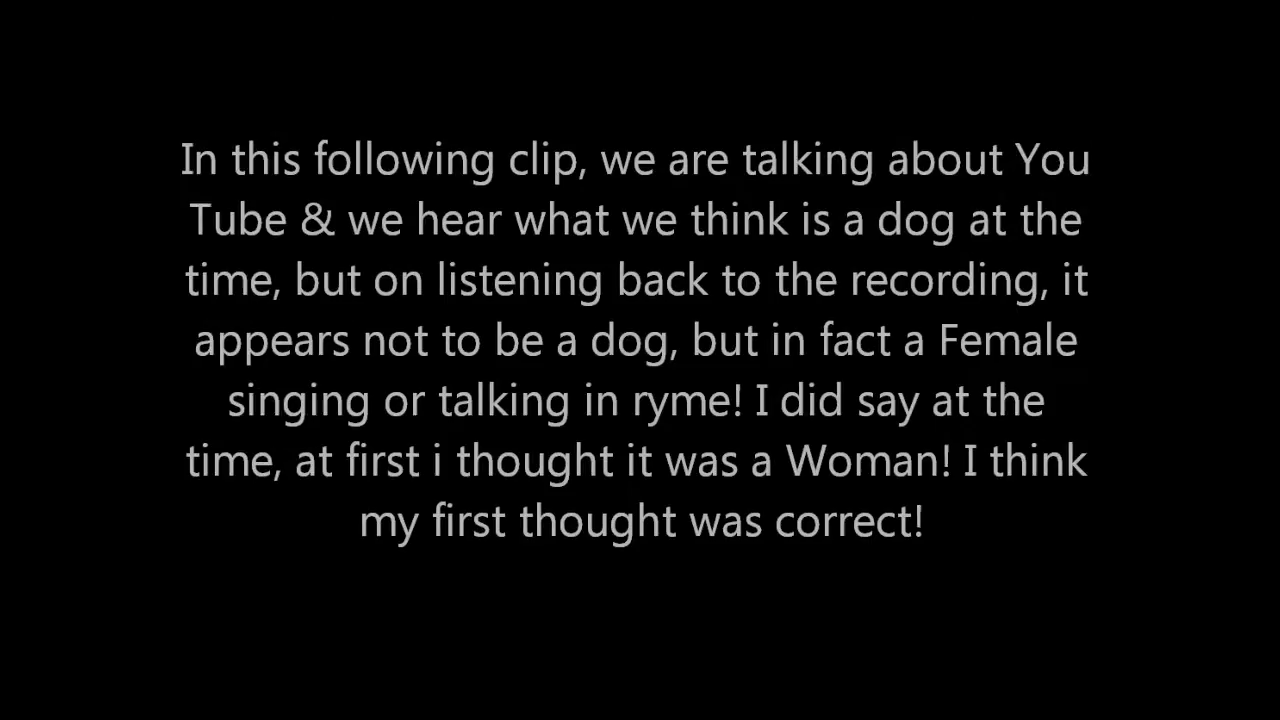 In this following clip, we are talking about You
Tube & we hear what we think is a dog at the
time, but on listening back to the recording, it
appears not to be a dog, but in fact a Female
singing or talking in ryme! I did say at the
time, at first i thought it was a Woman! I think
my first thought was correct!